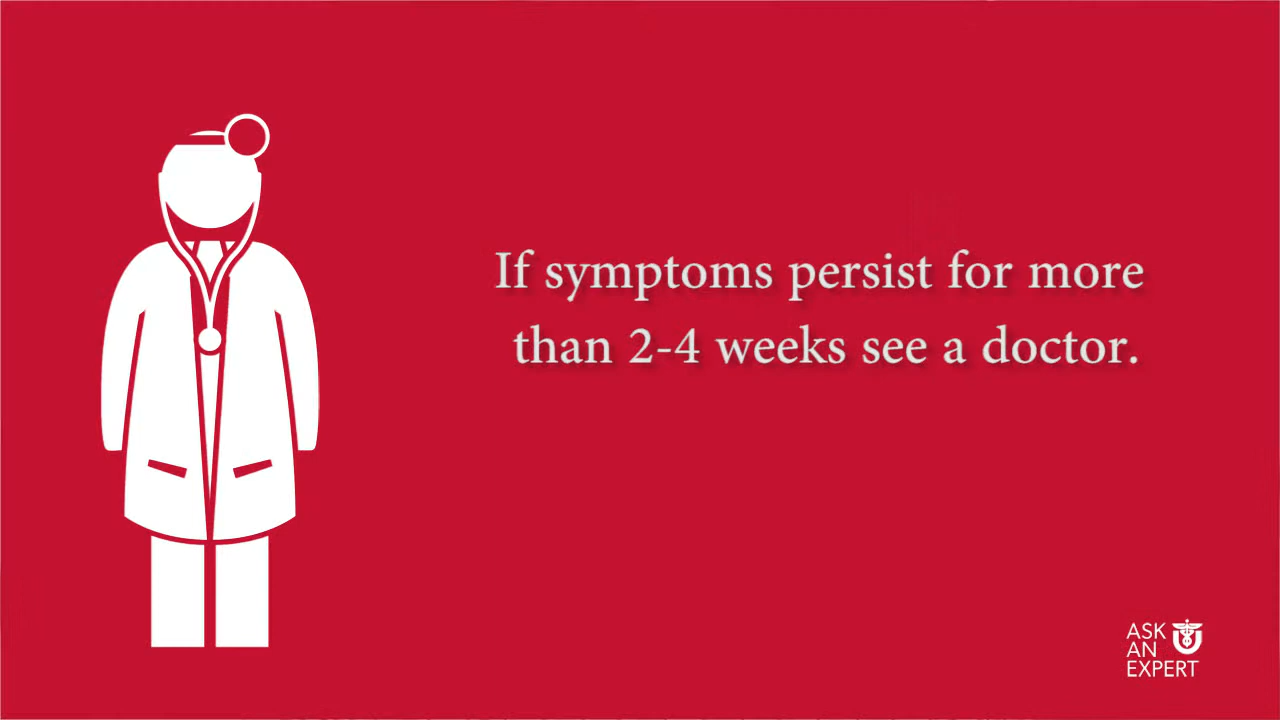 If symptoms persist for more
than 2-4 weeks see a doctor.
ASK
AN
EXPERT